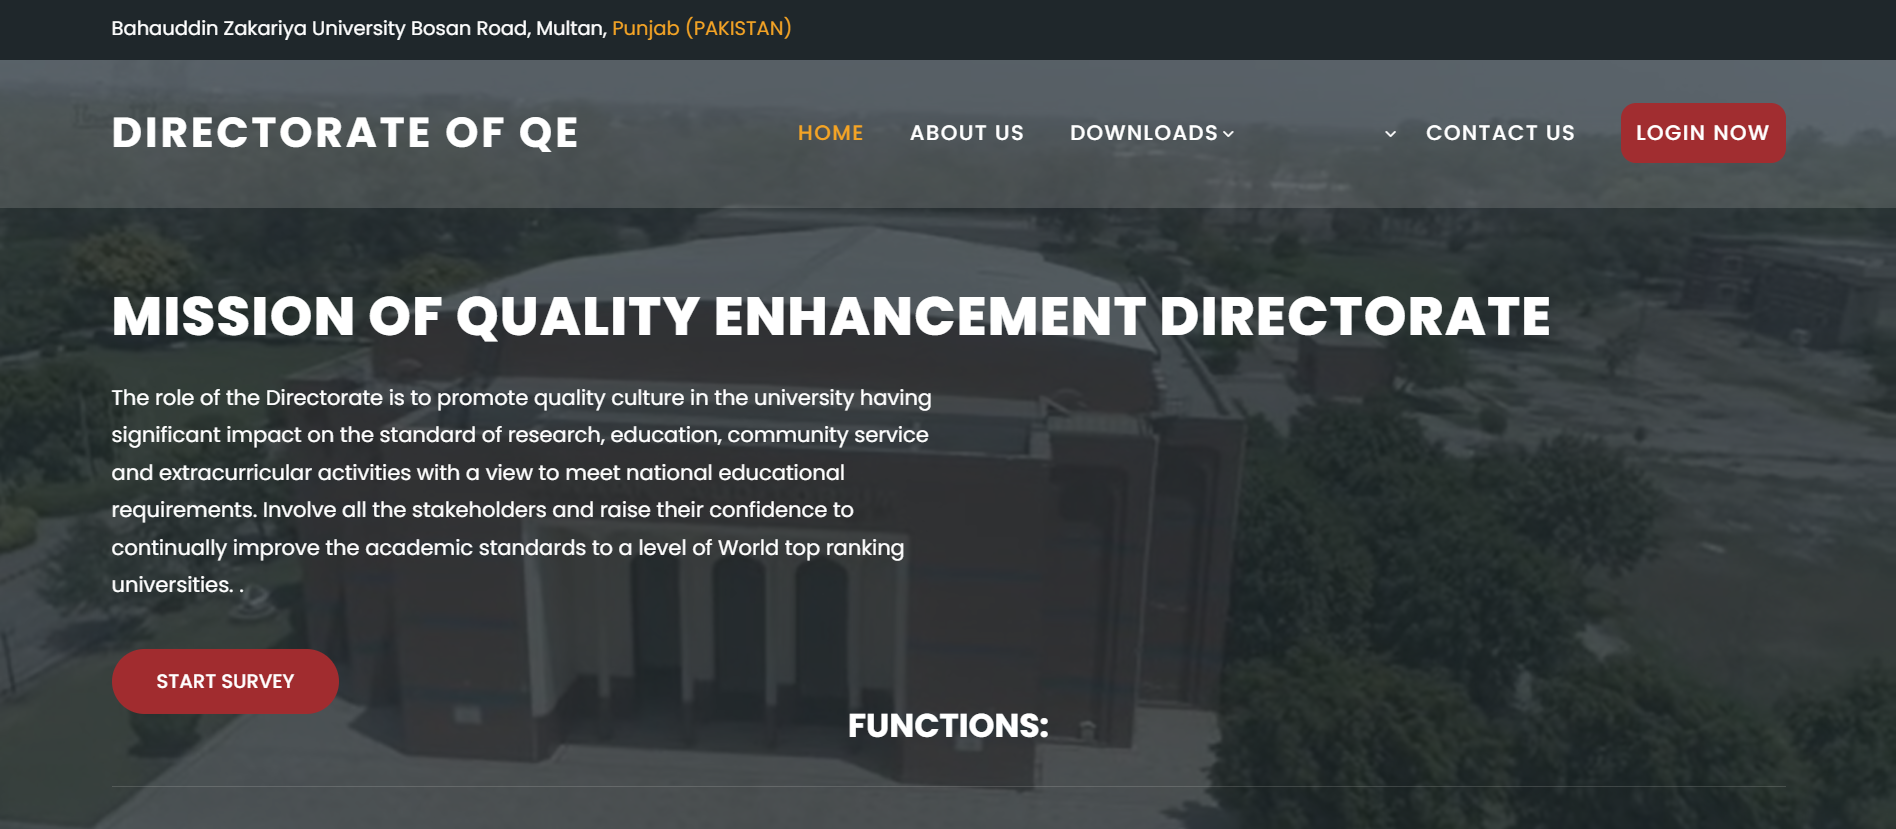 Bahauddin Zakariya University Bosan Road, Multan, Punjab (PAKISTAN)
DIRECTORATE OF QE
HOME
ABOUT US
DOWNLOADS
CONTACT US
LOGIN NOW
MISSION OF QUALITY ENHANCEMENT DIRECTORATE
The role of the Directorate is to promote quality culture in the university having
significant impact on the standard of research, education, community service
and extracurricular activities with a view to meet national educational
requirements. Involve all the stakeholders and raise their confidence to
continually improve the academic standards to a level of World top ranking
universities. .
START SURVEY
FUNCTIONS: